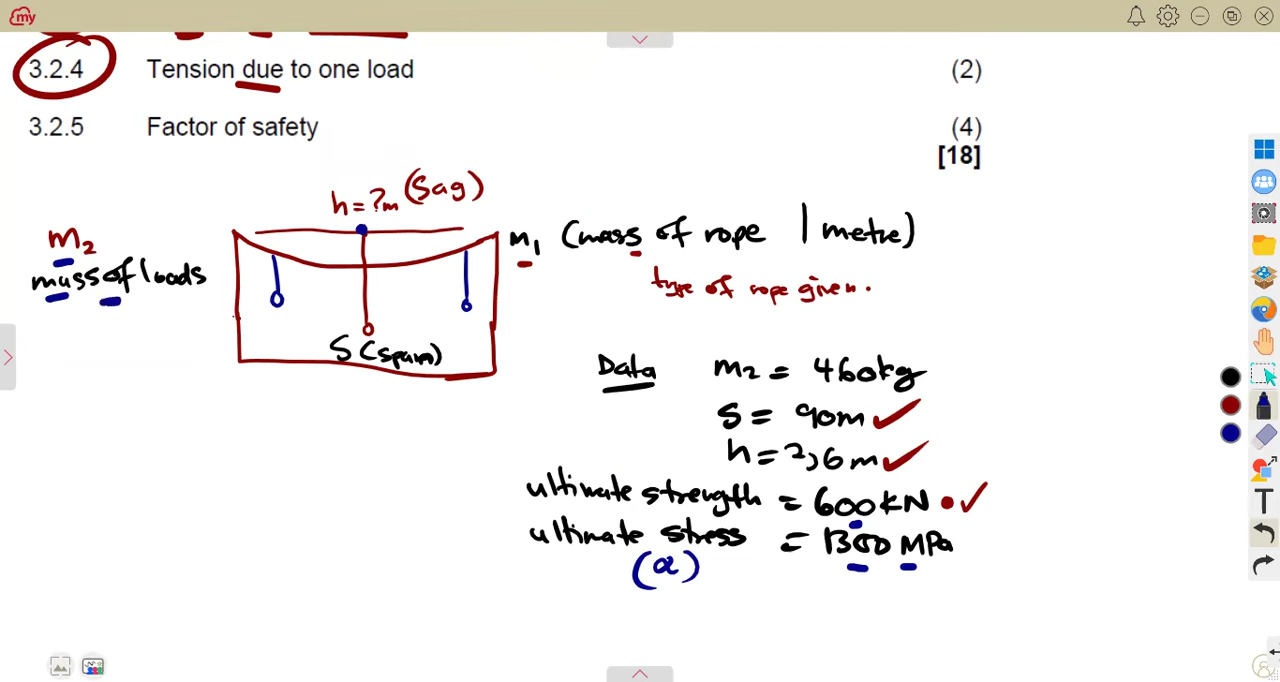 my
3.2.4 Tension due to one load (2)
3.2.5 Factor of safety (4)
[18]
h = ?m (Sag)
m₂
mass of loads
m₁ (mass of rope / metre)
type of rope given.
S (span)
Data m₂ = 460kg
S = 90m ✓
h = 2,6m ✓
ultimate strength = 600KN • ✓
ultimate stress = 1300 MPa
(α)
T